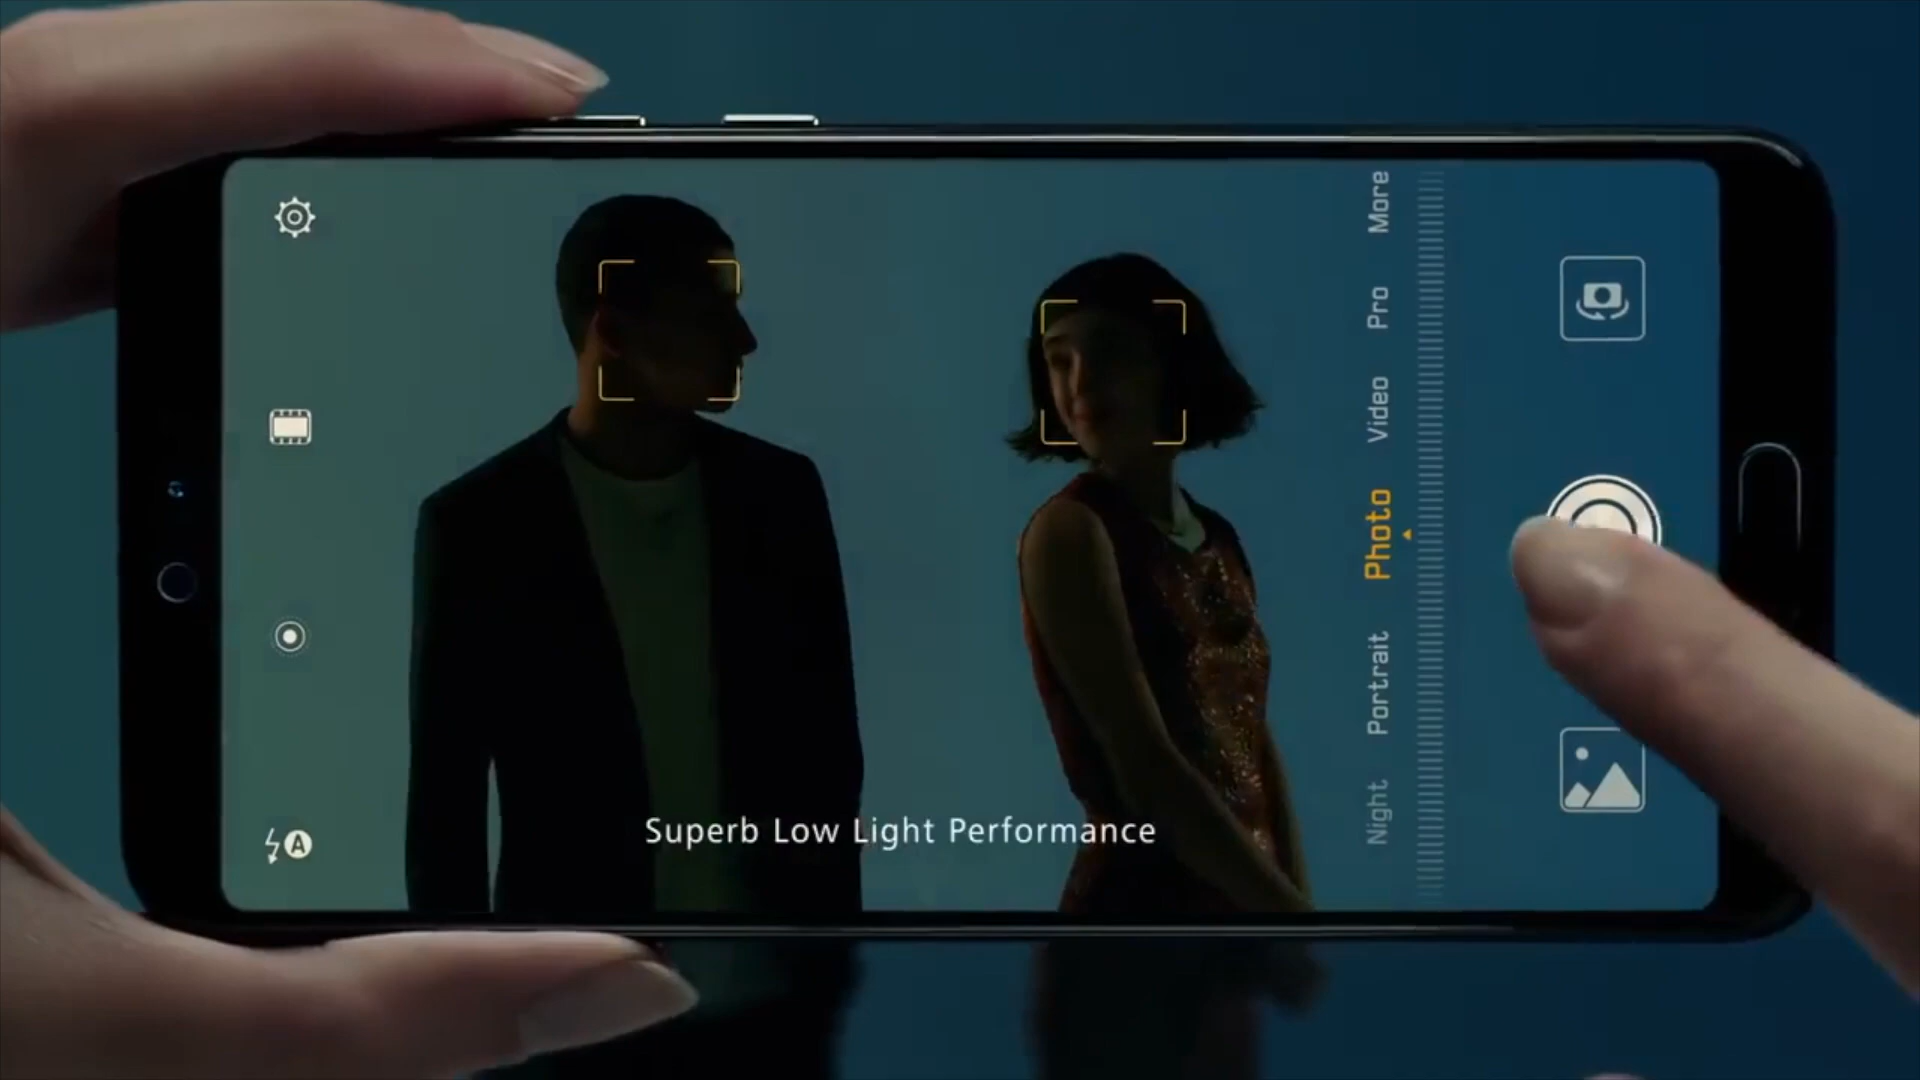 More
Pro
Video
Photo
Portrait
Night
A
Superb Low Light Performance